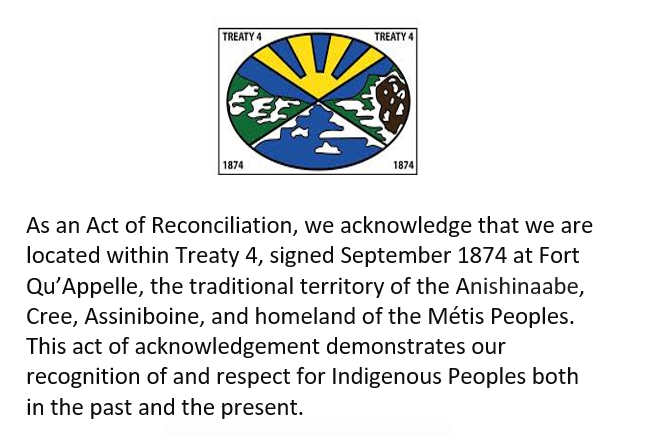 TREATY 4 TREATY 4
1874 1874
As an Act of Reconciliation, we acknowledge that we are
located within Treaty 4, signed September 1874 at Fort
Qu’Appelle, the traditional territory of the Anishinaabe,
Cree, Assiniboine, and homeland of the Métis Peoples.
This act of acknowledgement demonstrates our
recognition of and respect for Indigenous Peoples both
in the past and the present.